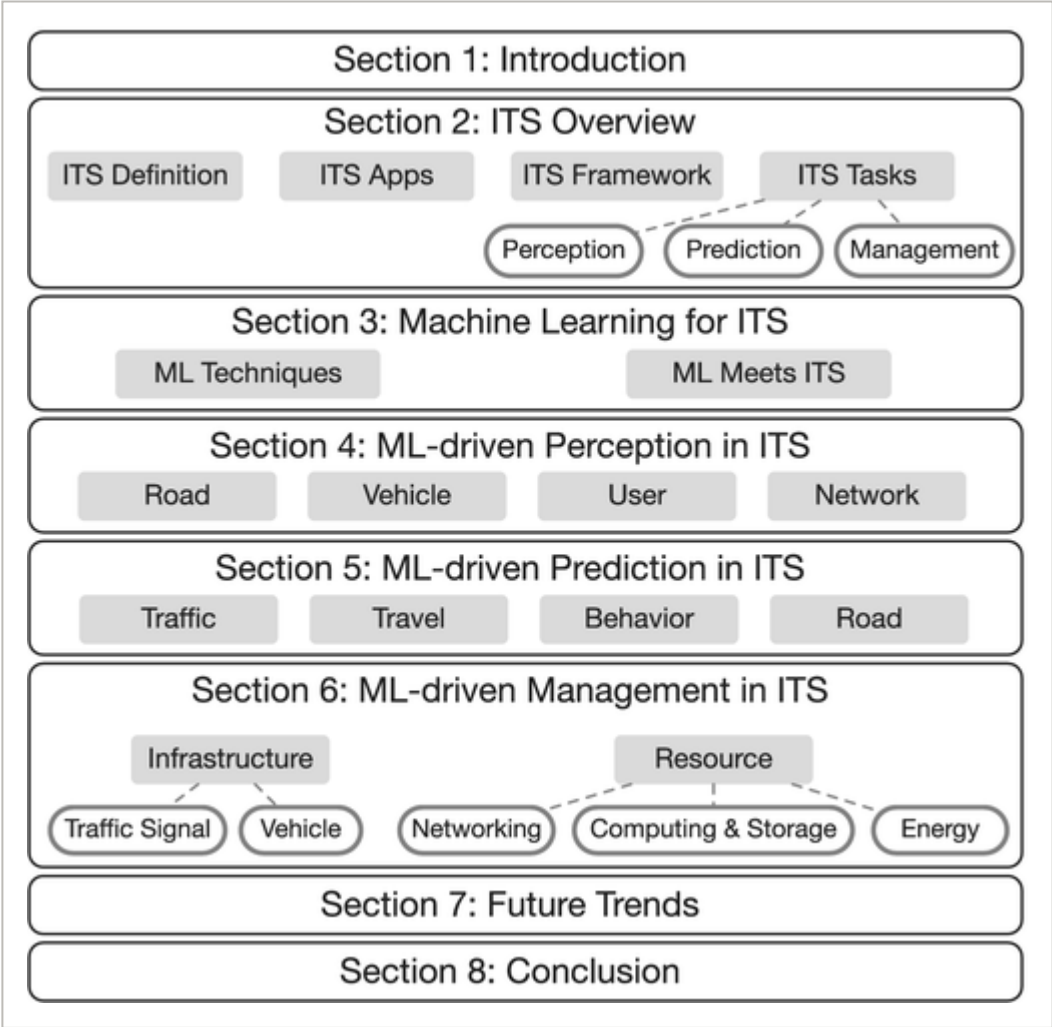 Section 1: Introduction
Section 2: ITS Overview
ITS Definition
ITS Apps
ITS Framework
ITS Tasks
Perception
Prediction
Management
Section 3: Machine Learning for ITS
ML Techniques
ML Meets ITS
Section 4: ML-driven Perception in ITS
Road
Vehicle
User
Network
Section 5: ML-driven Prediction in ITS
Traffic
Travel
Behavior
Road
Section 6: ML-driven Management in ITS
Infrastructure
Resource
Traffic Signal
Vehicle
Networking
Computing & Storage
Energy
Section 7: Future Trends
Section 8: Conclusion